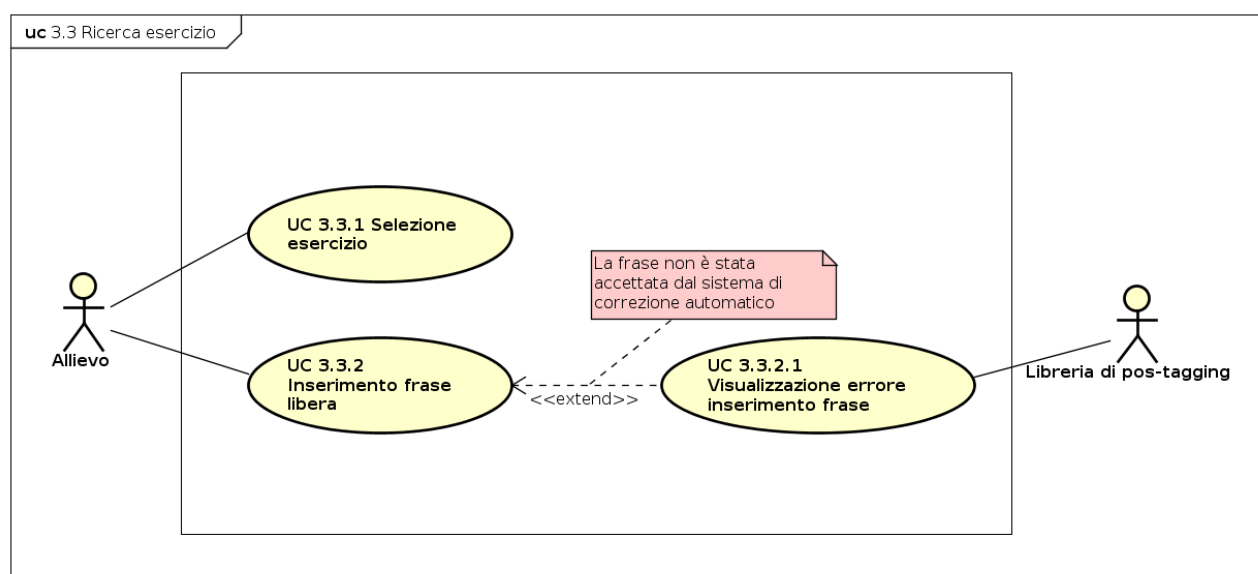 uc 3.3 Ricerca esercizio
UC 3.3.1 Selezione
esercizio
La frase non è stata
accettata dal sistema di
correzione automatico
Allievo
UC 3.3.2
Inserimento frase
libera
<<extend>>
UC 3.3.2.1
Visualizzazione errore
inserimento frase
Libreria di pos-tagging